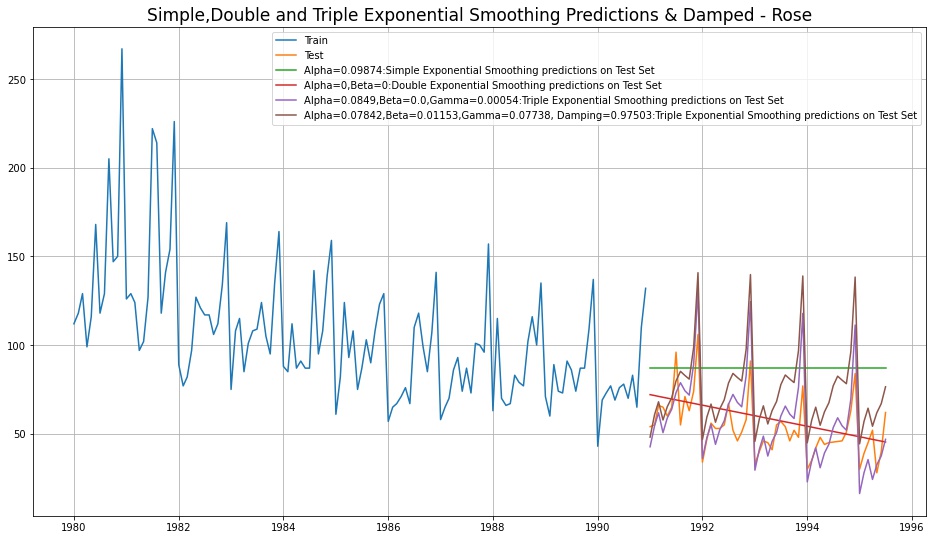 Simple,Double and Triple Exponential Smoothing Predictions & Damped - Rose
Train
Test
Alpha=0.09874:Simple Exponential Smoothing predictions on Test Set
Alpha=0,Beta=0:Double Exponential Smoothing predictions on Test Set
Alpha=0.0849,Beta=0.0,Gamma=0.00054:Triple Exponential Smoothing predictions on Test Set
Alpha=0.07842,Beta=0.01153,Gamma=0.07738, Damping=0.97503:Triple Exponential Smoothing predictions on Test Set
250
200
150
100
50
1980 1982 1984 1986 1988 1990 1992 1994 1996